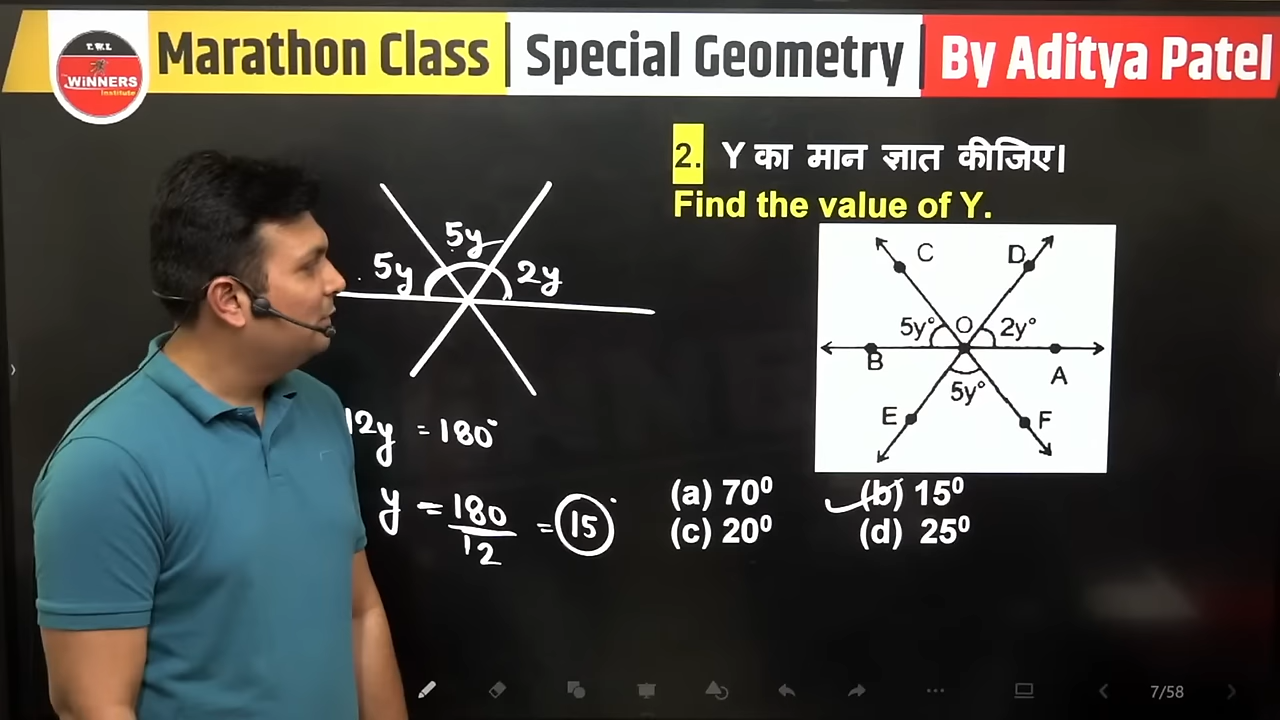 T.W.I.
WINNERS
Institute
Marathon Class | Special Geometry | By Aditya Patel
2. Y का मान ज्ञात कीजिए।
Find the value of Y.
C D
5y° O 2y°
B A
5y°
E F
(a) 70⁰ (b) 15⁰
(c) 20⁰ (d) 25⁰
5y
5y 2y
12y = 180°
y = 180/12 = 15°
7/58